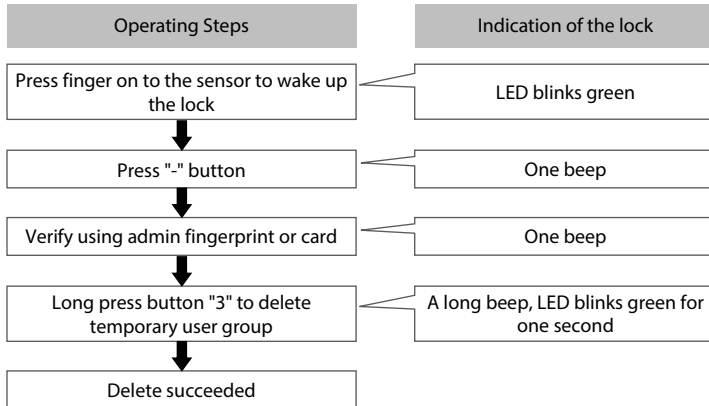 Operating Steps
Indication of the lock
Press finger on to the sensor to wake up
the lock
LED blinks green
Press "-" button
One beep
Verify using admin fingerprint or card
One beep
Long press button "3" to delete
temporary user group
A long beep, LED blinks green for
one second
Delete succeeded